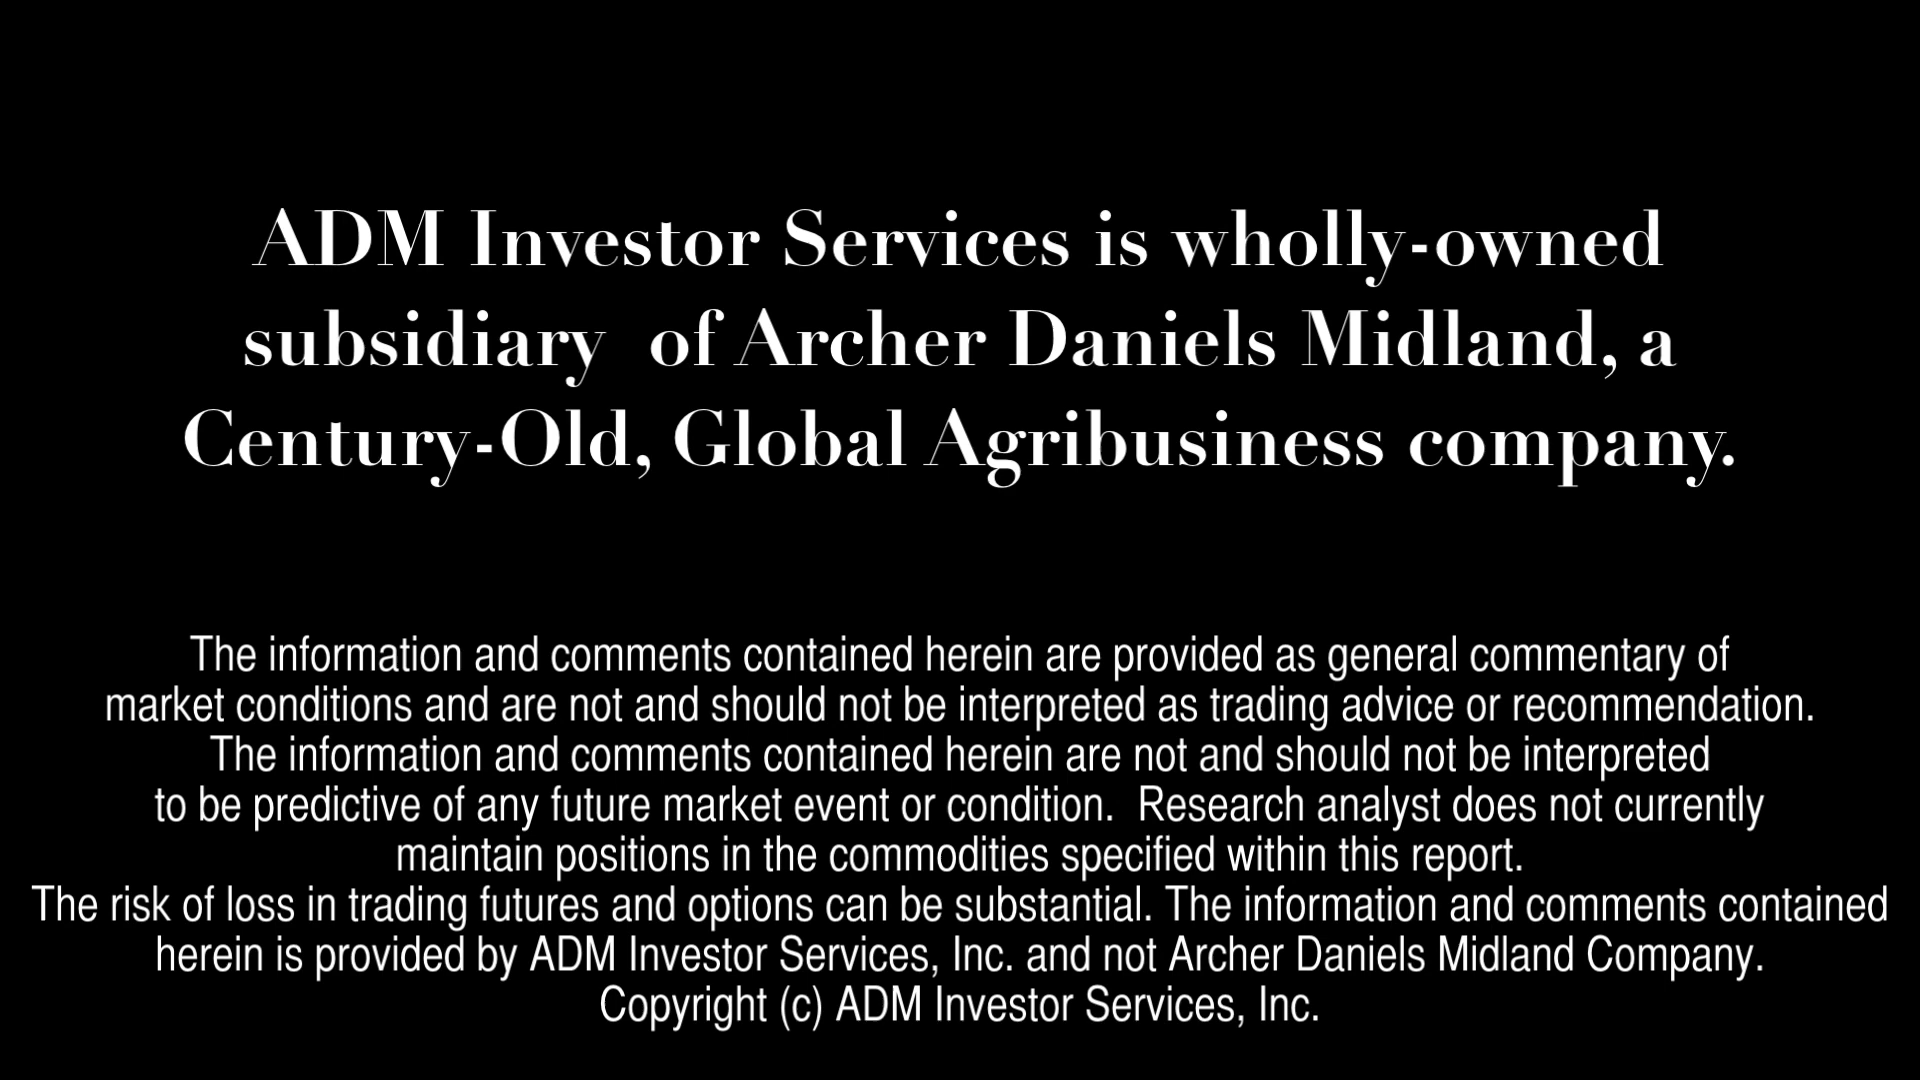 ADM Investor Services is wholly-owned
subsidiary  of Archer Daniels Midland, a
Century-Old, Global Agribusiness company.
The information and comments contained herein are provided as general commentary of
market conditions and are not and should not be interpreted as trading advice or recommendation.
The information and comments contained herein are not and should not be interpreted
to be predictive of any future market event or condition.  Research analyst does not currently
maintain positions in the commodities specified within this report.
The risk of loss in trading futures and options can be substantial. The information and comments contained
herein is provided by ADM Investor Services, Inc. and not Archer Daniels Midland Company.
Copyright (c) ADM Investor Services, Inc.